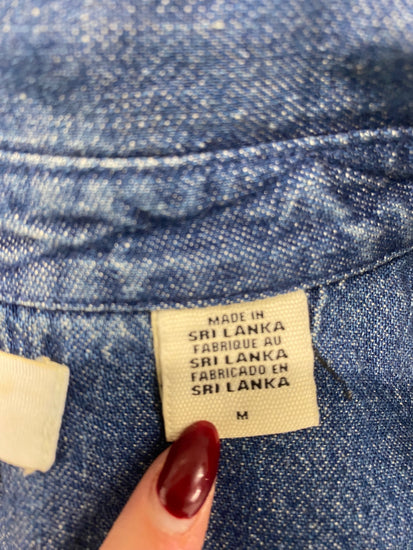 MADE IN
SRI LANKA
FABRIQUE AU
SRI LANKA
FABRICADO EN
SRI LANKA
M